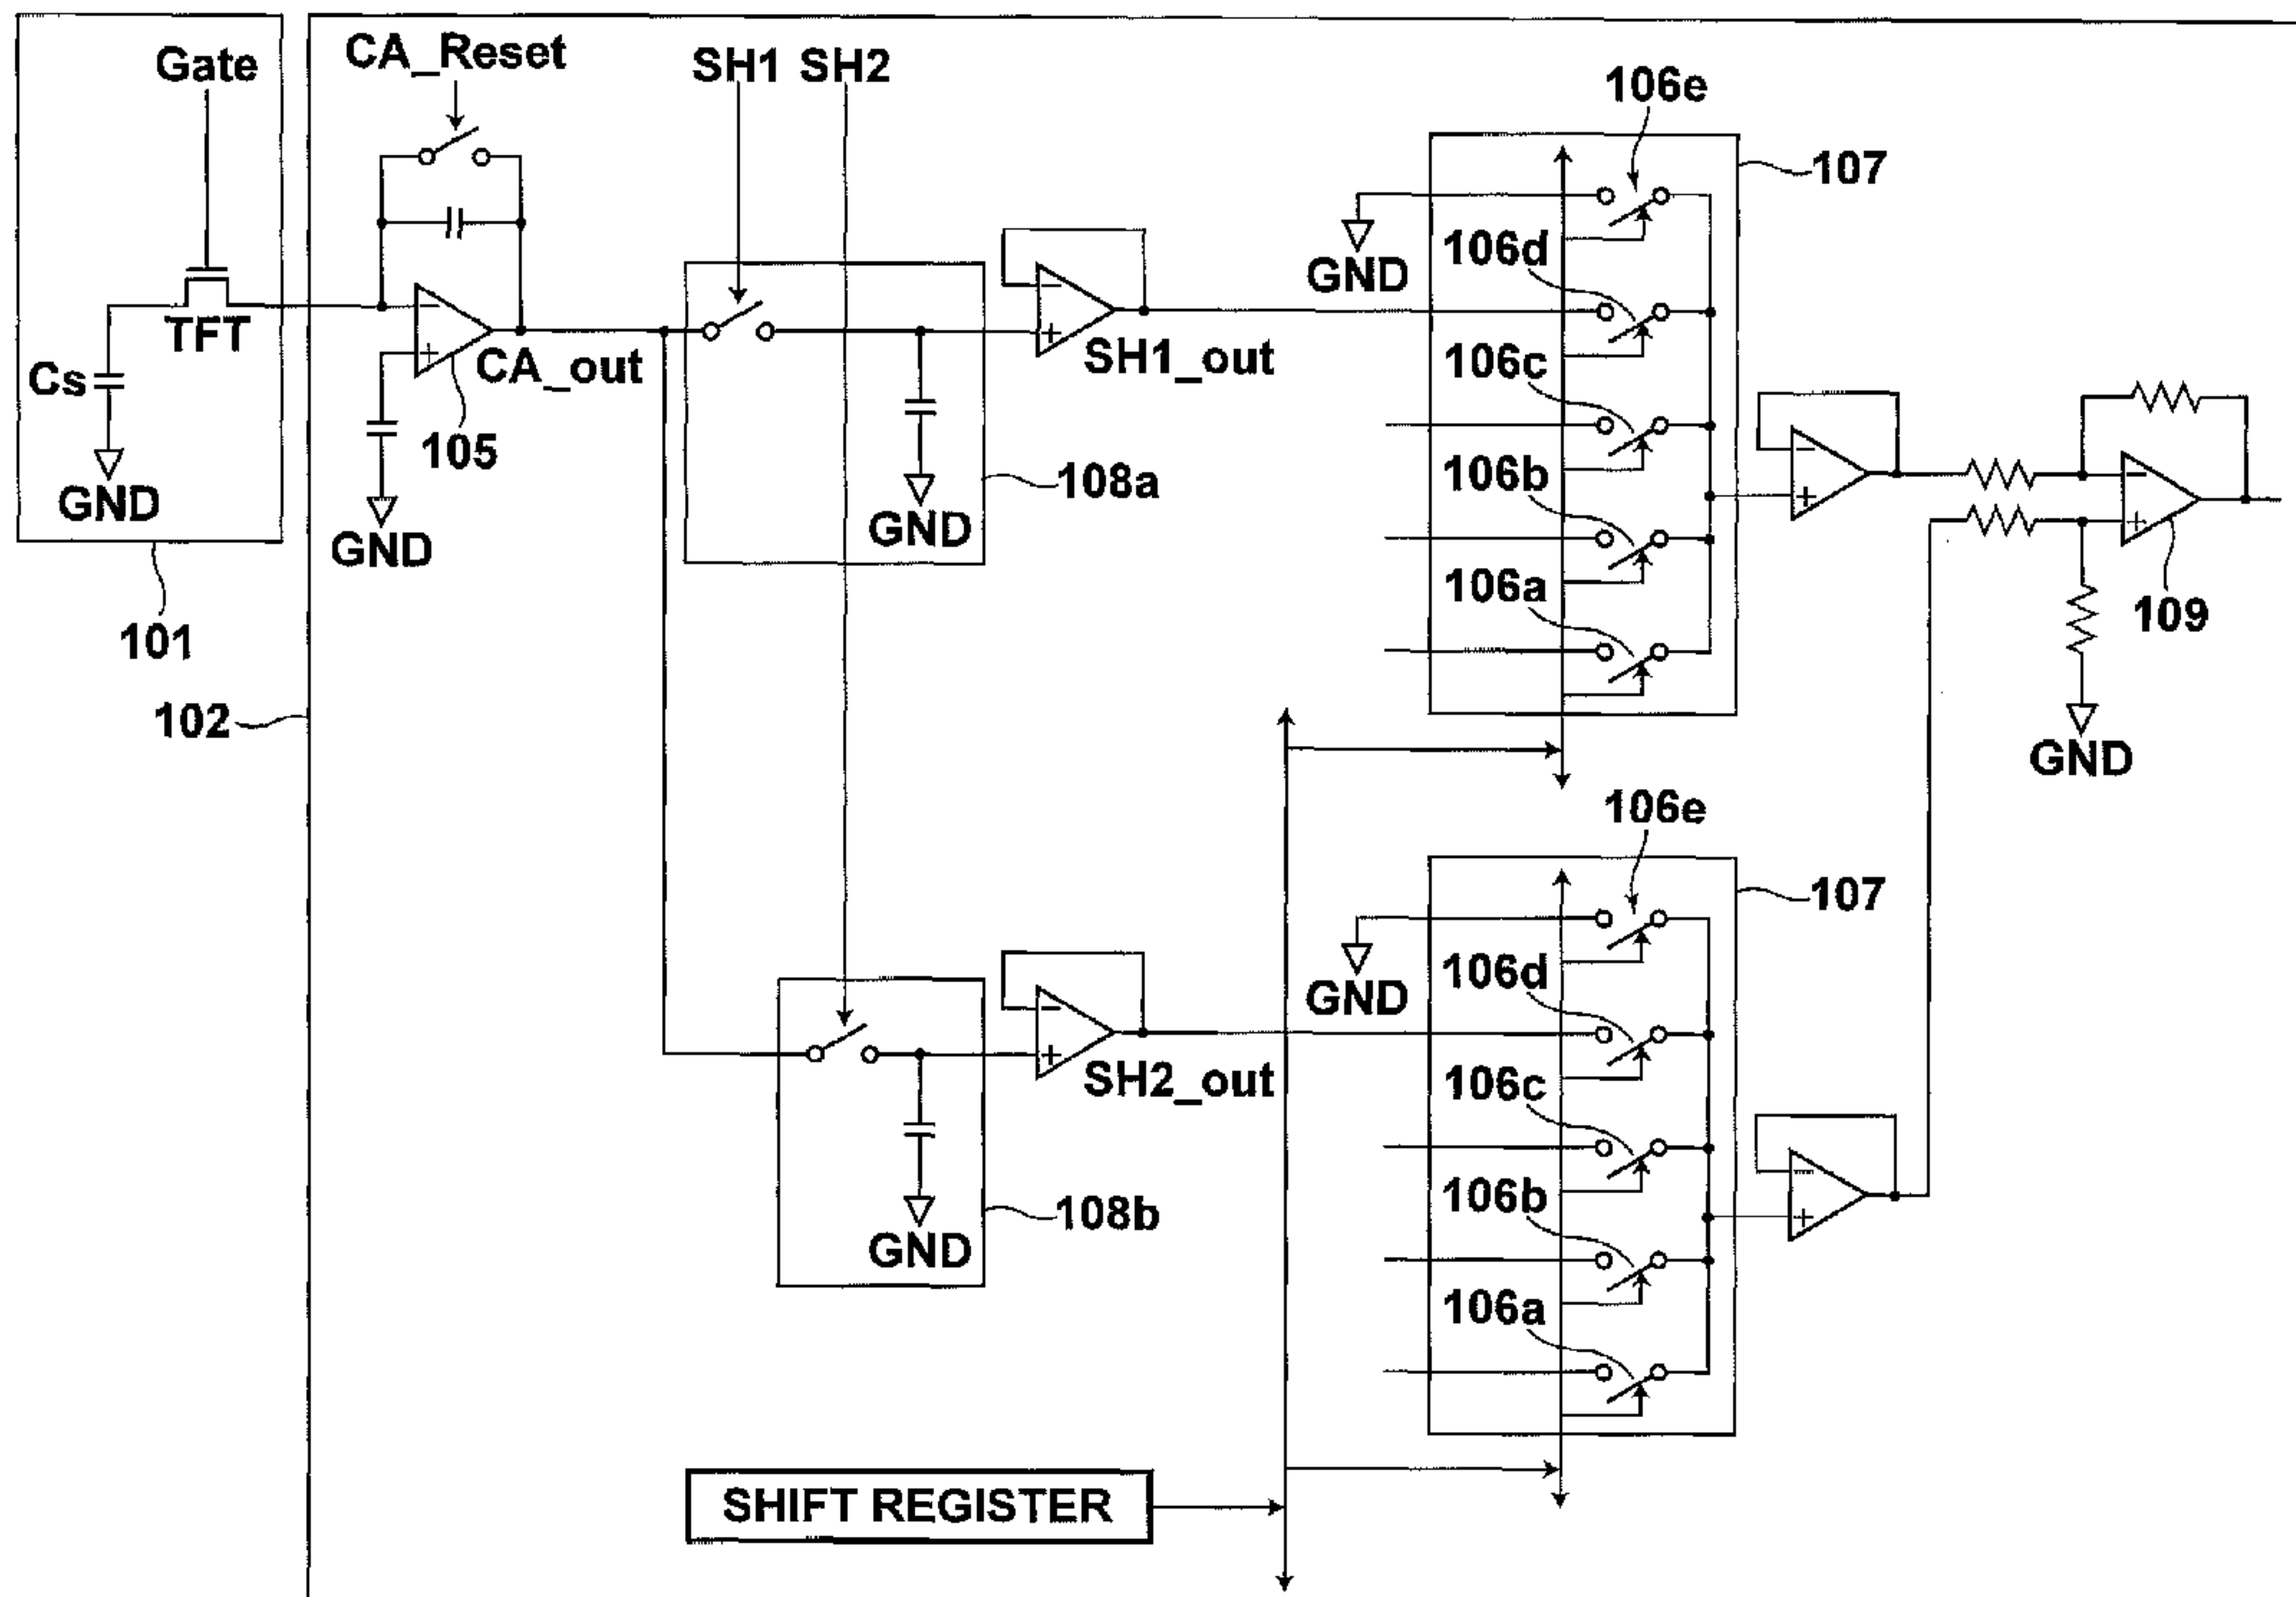 Gate
CA_Reset
SH1 SH2
106e
107
106d
GND
TFT
Cs
CA_out
SH1_out
106c
105
GND
108a
106b
GND
GND
106a
109
101
102
GND
106e
107
106d
GND
SH2_out
106c
106b
108b
GND
106a
SHIFT REGISTER